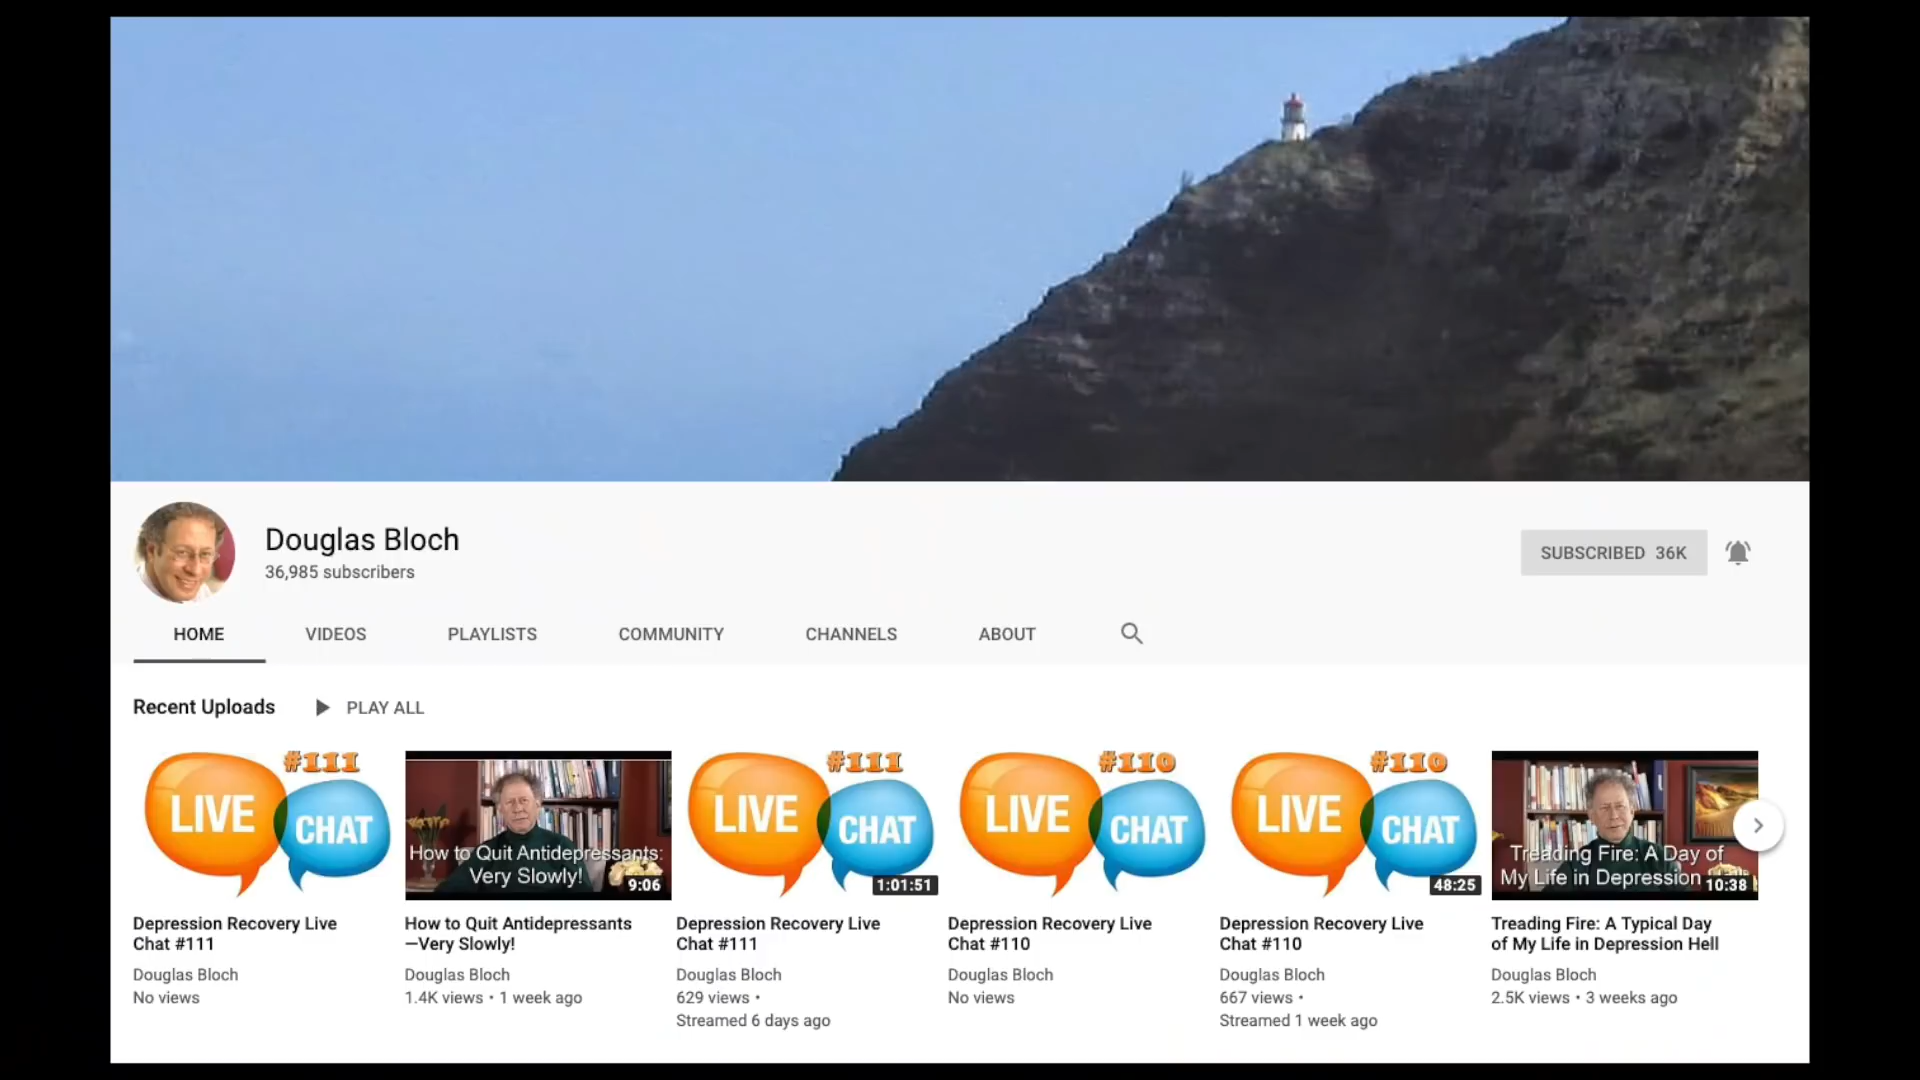 Douglas Bloch
36,985 subscribers
SUBSCRIBED 36K
HOME VIDEOS PLAYLISTS COMMUNITY CHANNELS ABOUT
Recent Uploads PLAY ALL
#111
LIVE CHAT
Depression Recovery Live
Chat #111
Douglas Bloch
No views
How to Quit Antidepressants:
Very Slowly!
9:06
How to Quit Antidepressants
—Very Slowly!
Douglas Bloch
1.4K views • 1 week ago
#111
LIVE CHAT
1:01:51
Depression Recovery Live
Chat #111
Douglas Bloch
629 views •
Streamed 6 days ago
#110
LIVE CHAT
Depression Recovery Live
Chat #110
Douglas Bloch
No views
#110
LIVE CHAT
48:25
Depression Recovery Live
Chat #110
Douglas Bloch
667 views •
Streamed 1 week ago
Treading Fire: A Day of
My Life in Depression
10:38
Treading Fire: A Typical Day
of My Life in Depression Hell
Douglas Bloch
2.5K views • 3 weeks ago